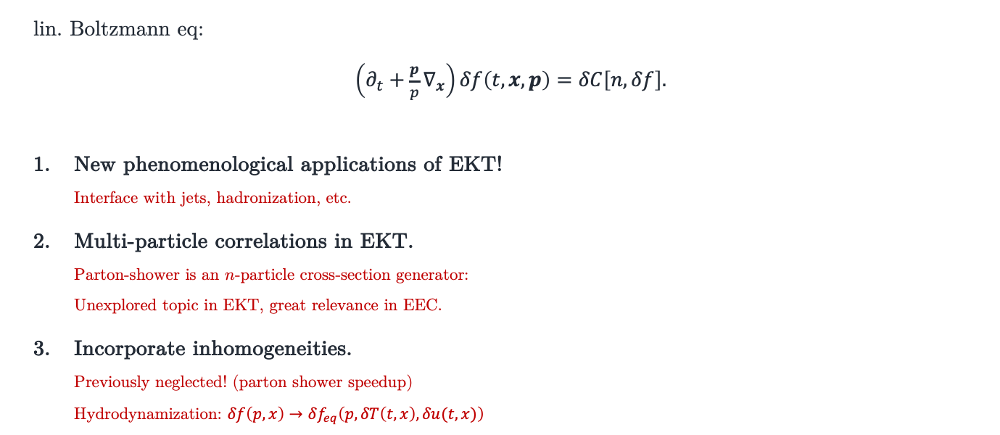 lin. Boltzmann eq:
(∂ₜ + 𝒑/p ∇ₓ) δf(t, 𝒙, 𝒑) = δC[n, δf].
1. New phenomenological applications of EKT!
Interface with jets, hadronization, etc.
2. Multi-particle correlations in EKT.
Parton-shower is an n-particle cross-section generator:
Unexplored topic in EKT, great relevance in EEC.
3. Incorporate inhomogeneities.
Previously neglected! (parton shower speedup)
Hydrodynamization: δf(p, x) → δf_eq(p, δT(t, x), δu(t, x))